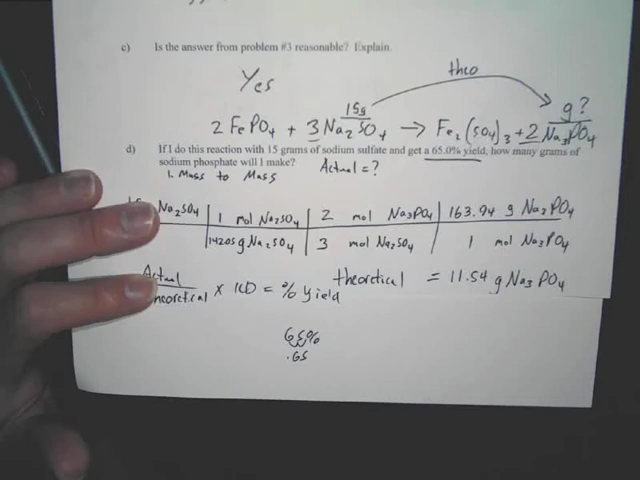 c) Is the answer from problem #3 reasonable? Explain.
Yes
theo
15g
g?
2 FePO4 + 3 Na2SO4 → Fe2(SO4)3 + 2 Na3PO4
d) If I do this reaction with 15 grams of sodium sulfate and get a 65.0% yield, how many grams of
sodium phosphate will I make?
Actual = ?
1. Mass to Mass
Na2SO4 | 1 mol Na2SO4 | 2 mol Na3PO4 | 163.94 g Na3PO4
142.05 g Na2SO4 | 3 mol Na2SO4 | 1 mol Na3PO4
Actual
theoretical × 100 = % Yield
theoretical = 11.54 g Na3PO4
65%
.65